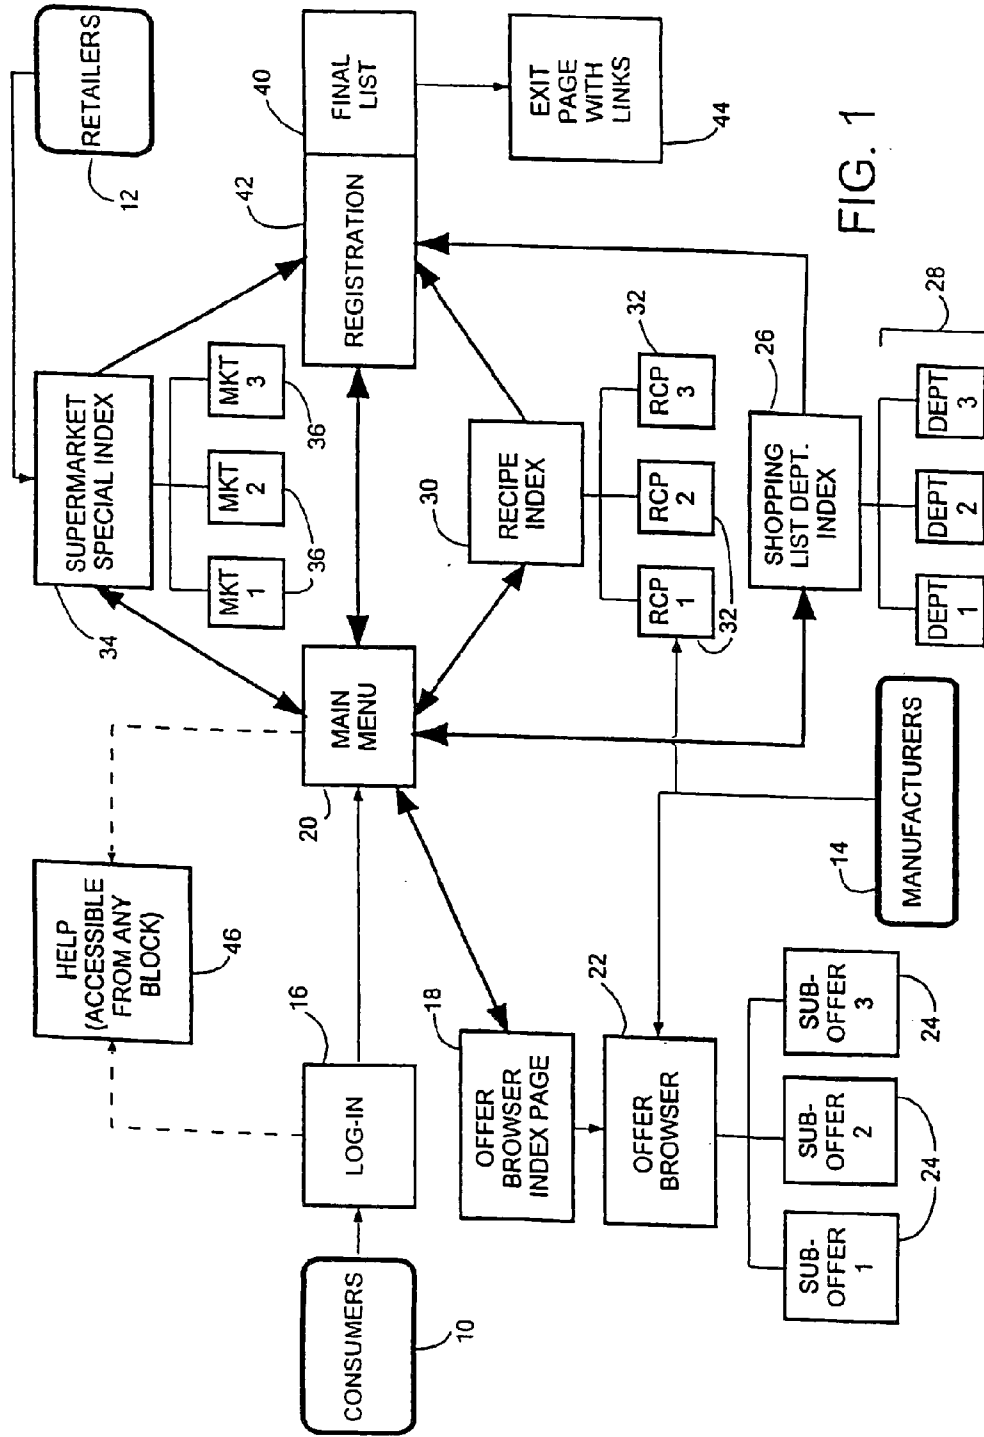 RETAILERS
12
SUPERMARKET
SPECIAL INDEX
34
MKT
1
MKT
2
MKT
3
36
36
HELP
(ACCESSIBLE
FROM ANY
BLOCK)
46
CONSUMERS
10
LOG-IN
16
MAIN
MENU
20
REGISTRATION
42
FINAL
LIST
40
EXIT
PAGE
WITH
LINKS
44
OFFER
BROWSER
INDEX PAGE
18
OFFER
BROWSER
22
SUB-
OFFER
1
SUB-
OFFER
2
SUB-
OFFER
3
24
24
RECIPE
INDEX
30
RCP
1
RCP
2
RCP
3
32
32
SHOPPING
LIST DEPT.
INDEX
26
DEPT
1
DEPT
2
DEPT
3
28
MANUFACTURERS
14
FIG. 1